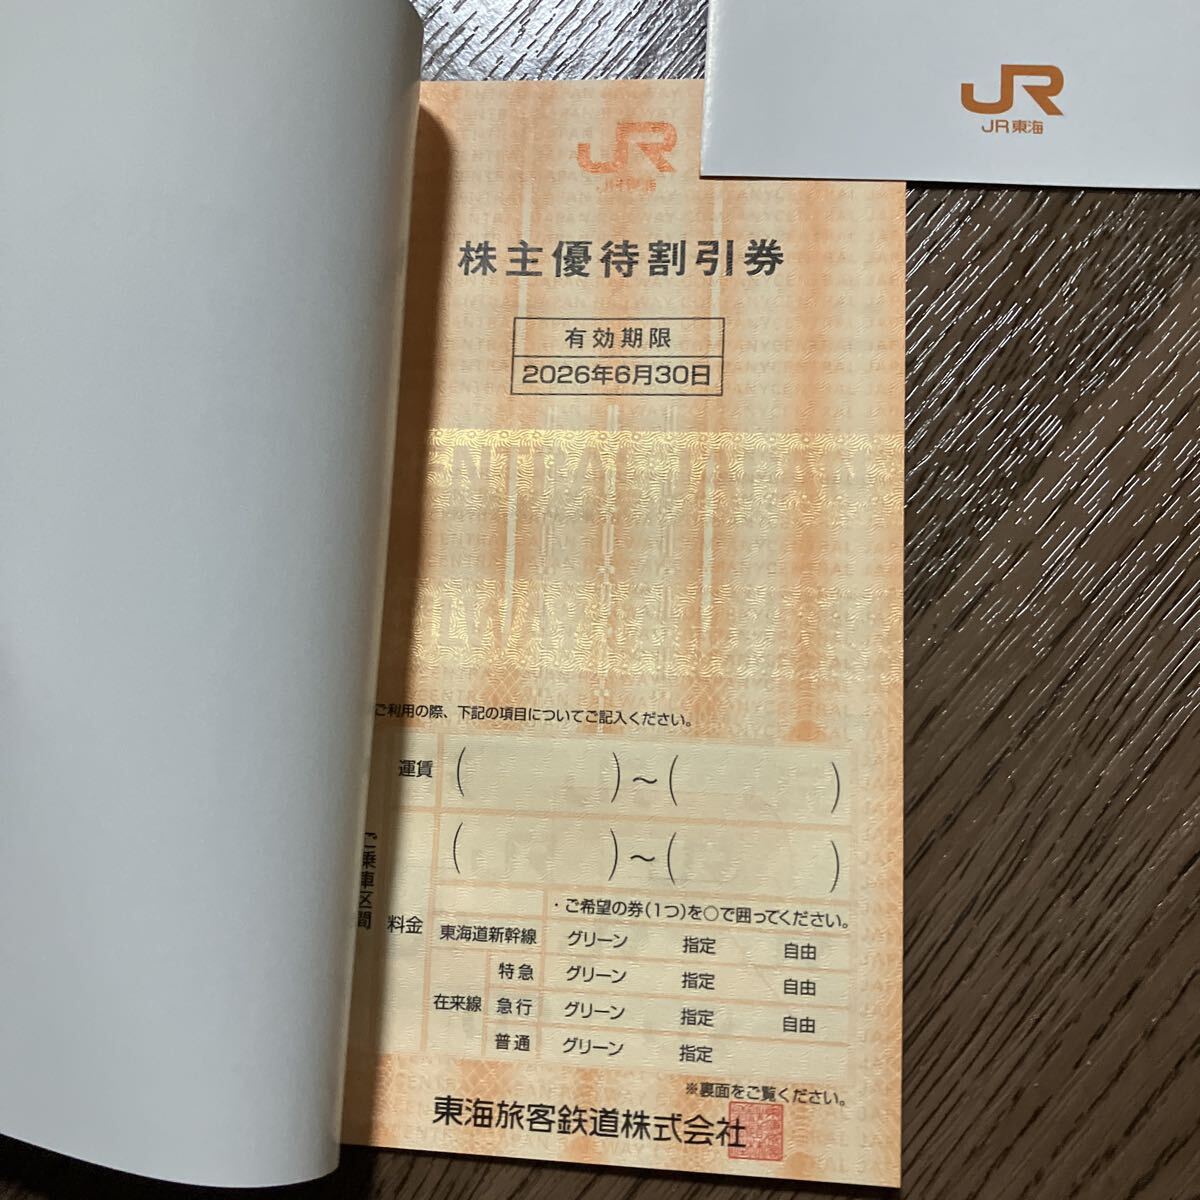 JR
JR東海
JR
JR東海
株主優待割引券
有効期限
2026年6月30日
CENTRAL JAPAN
ご利用の際、下記の項目についてご記入ください。
ご乗車区間
運賃 ( )～( )
料金 ( )～( )
・ご希望の券(1つ)を○で囲ってください。
東海道新幹線 グリーン 指定 自由
在来線 特急 グリーン 指定 自由
急行 グリーン 指定 自由
普通 グリーン 指定
※裏面をご覧ください。
東海旅客鉄道株式会社